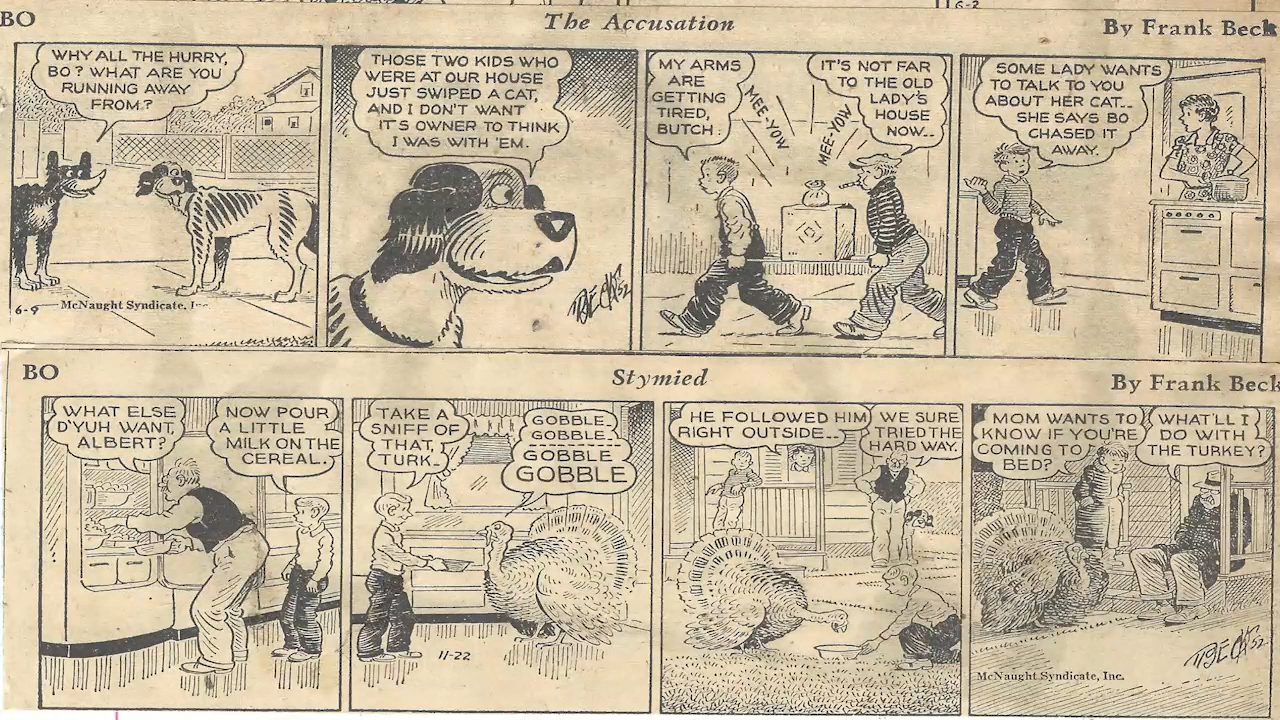 6-2
BO
The Accusation
By Frank Beck
WHY ALL THE HURRY,
BO? WHAT ARE YOU
RUNNING AWAY
FROM?
6-9
McNaught Syndicate, Inc.
THOSE TWO KIDS WHO
WERE AT OUR HOUSE
JUST SWIPED A CAT,
AND I DON'T WANT
IT'S OWNER TO THINK
I WAS WITH 'EM.
BECK 52
MY ARMS
ARE
GETTING
TIRED,
BUTCH.
MEE-YOW
MEE-YOW
IT'S NOT FAR
TO THE OLD
LADY'S
HOUSE
NOW..
SOME LADY WANTS
TO TALK TO YOU
ABOUT HER CAT..
SHE SAYS BO
CHASED IT
AWAY.
BO
Stymied
By Frank Beck
WHAT ELSE
D'YUH WANT,
ALBERT?
NOW POUR
A LITTLE
MILK ON THE
CEREAL..
TAKE A
SNIFF OF
THAT,
TURK..
GOBBLE..
GOBBLE..
GOBBLE
GOBBLE
11-22
HE FOLLOWED HIM
RIGHT OUTSIDE..
WE SURE
TRIED THE
HARD WAY.
MOM WANTS TO
KNOW IF YOU'RE
COMING TO
BED?
WHAT'LL I
DO WITH
THE TURKEY?
BECK 52
McNaught Syndicate, Inc.